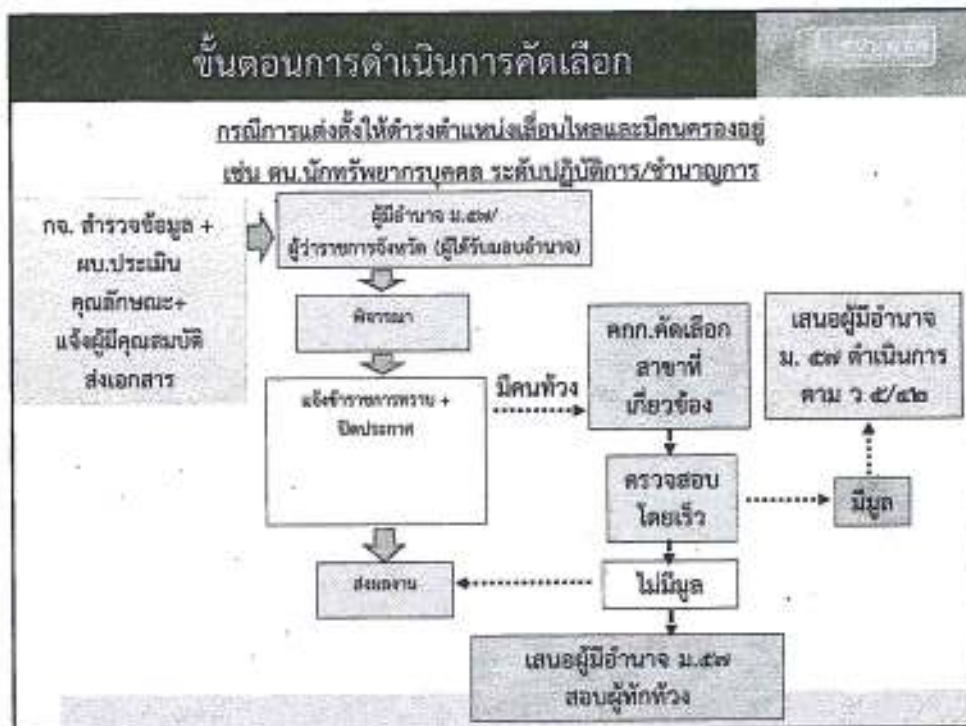 ขั้นตอนการดำเนินการคัดเลือก
กรณีการแต่งตั้งให้ดำรงตำแหน่งเลื่อนไหลและมีคนครองอยู่
เช่น ตน.นักทรัพยากรบุคคล ระดับปฏิบัติการ/ชำนาญการ
กจ. สำรวจข้อมูล +
ผบ.ประเมิน
คุณลักษณะ+
แจ้งผู้มีคุณสมบัติ
ส่งเอกสาร
ผู้มีอำนาจ ม.๕๗/
ผู้ว่าราชการจังหวัด (ผู้ได้รับมอบอำนาจ)
พิจารณา
แจ้งข้าราชการทราบ +
ปิดประกาศ
มีคนท้วง
คกก.คัดเลือก
สาขาที่
เกี่ยวข้อง
เสนอผู้มีอำนาจ
ม. ๕๗ ดำเนินการ
ตาม ว ๕/๔๒
ตรวจสอบ
โดยเร็ว
มีมูล
ส่งผลงาน
ไม่มีมูล
เสนอผู้มีอำนาจ ม.๕๗
สอบผู้ทักท้วง